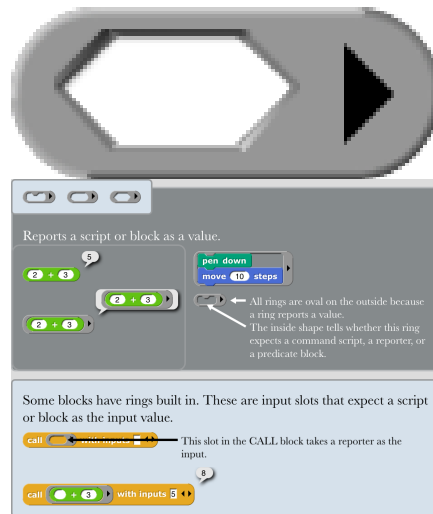 Reports a script or block as a value.
5
2 + 3
2 + 3
2 + 3
pen down
move 10 steps
All rings are oval on the outside because
a ring reports a value.
The inside shape tells whether this ring
expects a command script, a reporter, or
a predicate block.
Some blocks have rings built in. These are input slots that expect a script
or block as the input value.
call with inputs
This slot in the CALL block takes a reporter as the
input.
8
call + 3 with inputs 5